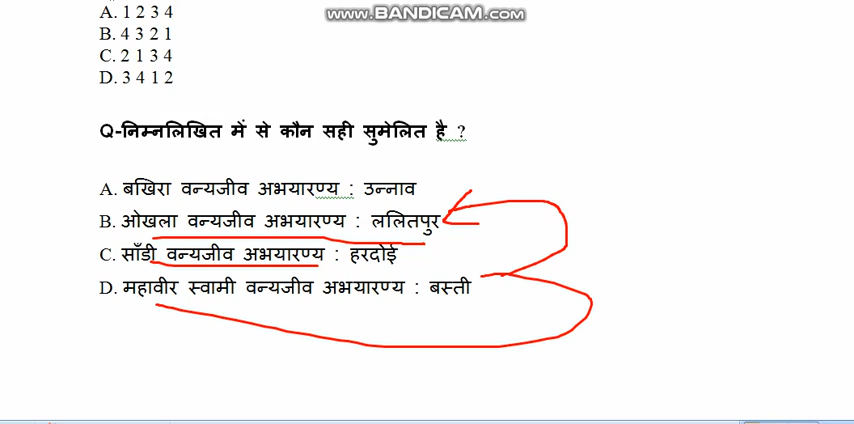 www.BANDICAM.com
A. 1 2 3 4
B. 4 3 2 1
C. 2 1 3 4
D. 3 4 1 2
Q-निम्नलिखित में से कौन सही सुमेलित है ?
A. बखिरा वन्यजीव अभयारण्य : उन्नाव
B. ओखला वन्यजीव अभयारण्य : ललितपुर
C. साँडी वन्यजीव अभयारण्य : हरदोई
D. महावीर स्वामी वन्यजीव अभयारण्य : बस्ती